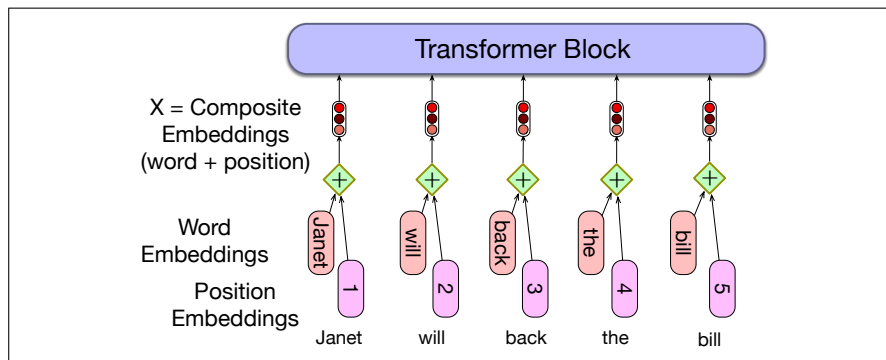 Transformer Block
X = Composite
Embeddings
(word + position)
+ + + + +
Word
Embeddings
Janet will back the bill
Position
Embeddings
1 2 3 4 5
Janet will back the bill